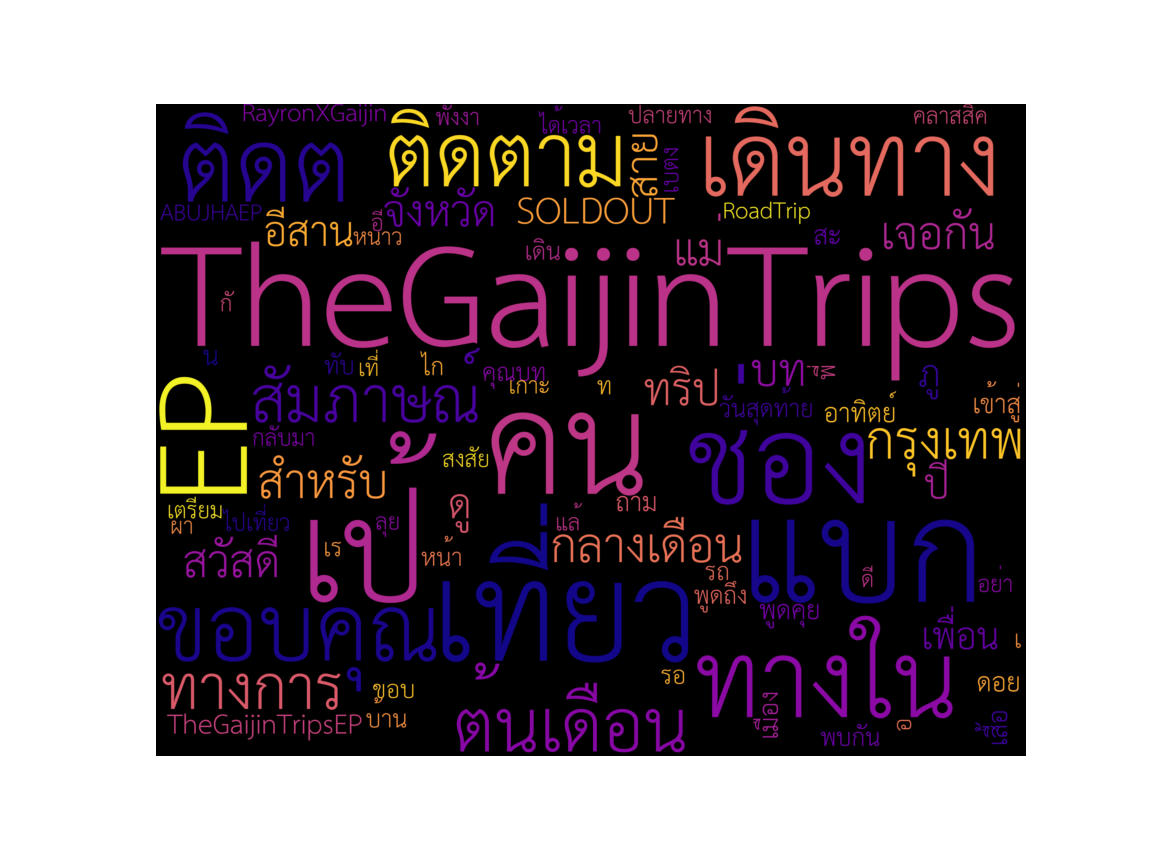 RayronXGaijin
พังงา
ได้เวลา
ปลายทาง
คลาสสิค
ติดต
ติดตาม
สาย
เบตง
เดินทาง
ABUJHAEP
อีสาน
อี
จังหวัด
SOLDOUT
RoadTrip
หนาว
เดิน
แม่
สะ
เจอกัน
TheGaijinTrips
กั
น
ทับ
เที่
ไก
คุณบท
เกาะ
ท
ทริป
บท
ภู
EP
สัมภาษณ์
วันสุดท้าย
อาทิตย์
เข้าสู่
กลับมา
คน
ช่อง
กรุงเทพ
สงสัย
สำหรับ
ปี
เตรียม
ผา
ไปเที่ยว
เป้
ลุย
ดู
ถาม
แล้
สวัสดี
เร
หน้า
กลางเดือน
แบก
รถ
ดี
อย่า
พูดถึง
พูดคุย
ขอบคุณ
เที่ยว
เพื่อน
เ
ทางใน
ทางการ
ขอบ
รอ
ดอย
TheGaijinTripsEP
บ้าน
ต้นเดือน
เมือง
พบกัน
อ
เสื้อ